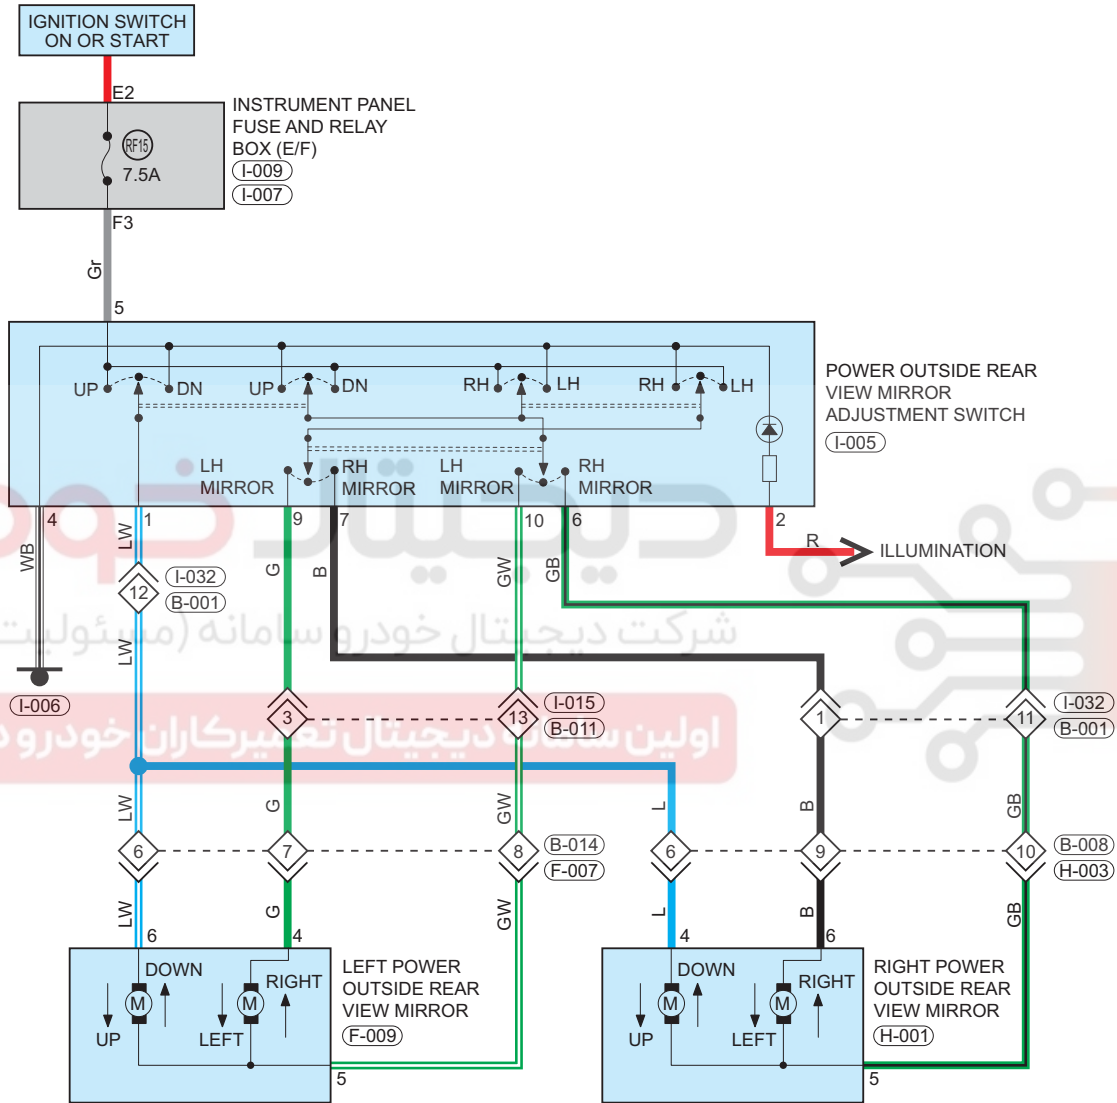 IGNITION SWITCH
ON OR START
E2
INSTRUMENT PANEL
FUSE AND RELAY
BOX (E/F)
I-009
I-007
RF15
7.5A
F3
Gr
5
UP
DN
UP
DN
RH
LH
RH
LH
POWER OUTSIDE REAR
VIEW MIRROR
ADJUSTMENT SWITCH
I-005
LH
MIRROR
RH
MIRROR
LH
MIRROR
RH
MIRROR
4
1
9
7
10
6
2
WB
LW
G
B
GW
GB
R
ILLUMINATION
12
I-032
B-001
LW
دیجیتال خودرو
شرکت دیجیتال خودرو سامانه (مسئولیت
اولین سامانه دیجیتال تعمیرکاران خودرو د
I-006
3
13
I-015
B-011
1
11
I-032
B-001
LW
G
GW
L
B
GB
6
7
8
B-014
F-007
6
9
10
B-008
H-003
LW
G
GW
L
B
GB
6
4
4
6
DOWN
RIGHT
M
M
UP
LEFT
LEFT POWER
OUTSIDE REAR
VIEW MIRROR
F-009
5
DOWN
RIGHT
M
M
UP
LEFT
RIGHT POWER
OUTSIDE REAR
VIEW MIRROR
H-001
5